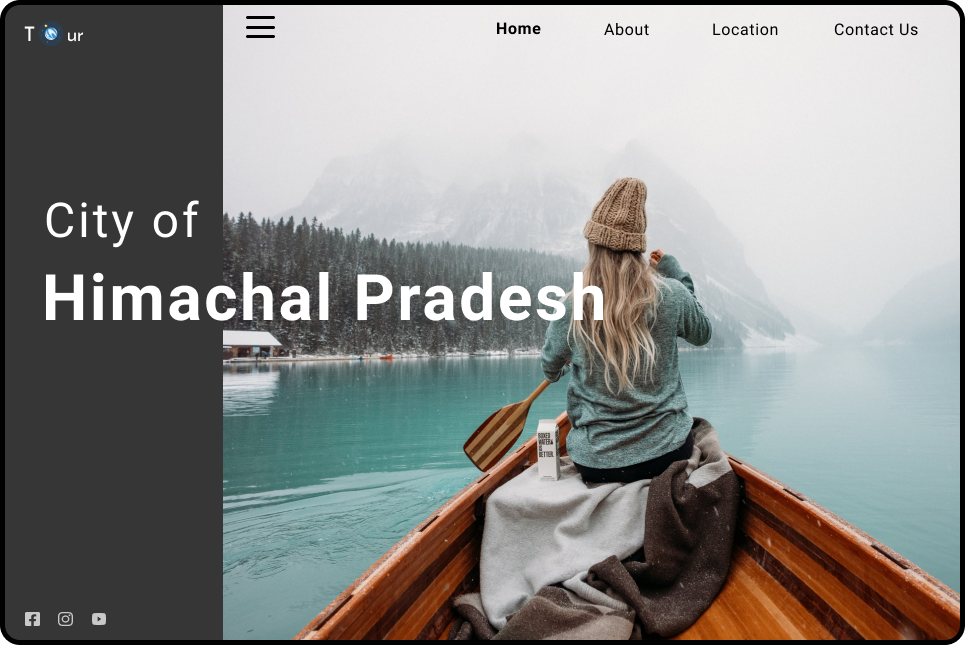 T ur
Home About Location Contact Us
City of
Himachal Pradesh
BOXED
WATER
IS
BETTER.